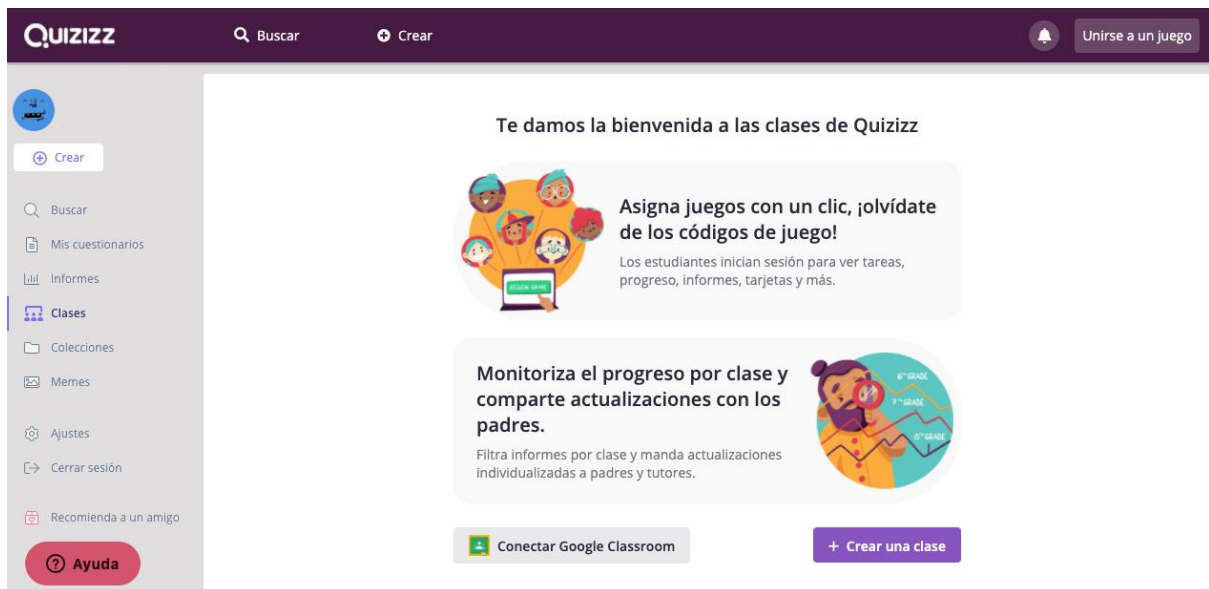 QUIZIZZ
Buscar
Crear
Unirse a un juego
Crear
Buscar
Mis cuestionarios
Informes
Clases
Colecciones
Memes
Ajustes
Cerrar sesión
Recomienda a un amigo
Ayuda
Te damos la bienvenida a las clases de Quizizz
Asigna juegos con un clic, ¡olvídate
de los códigos de juego!
Los estudiantes inician sesión para ver tareas,
progreso, informes, tarjetas y más.
Monitoriza el progreso por clase y
comparte actualizaciones con los
padres.
Filtra informes por clase y manda actualizaciones
individualizadas a padres y tutores.
6TH GRADE
7TH GRADE
8TH GRADE
Conectar Google Classroom
+ Crear una clase